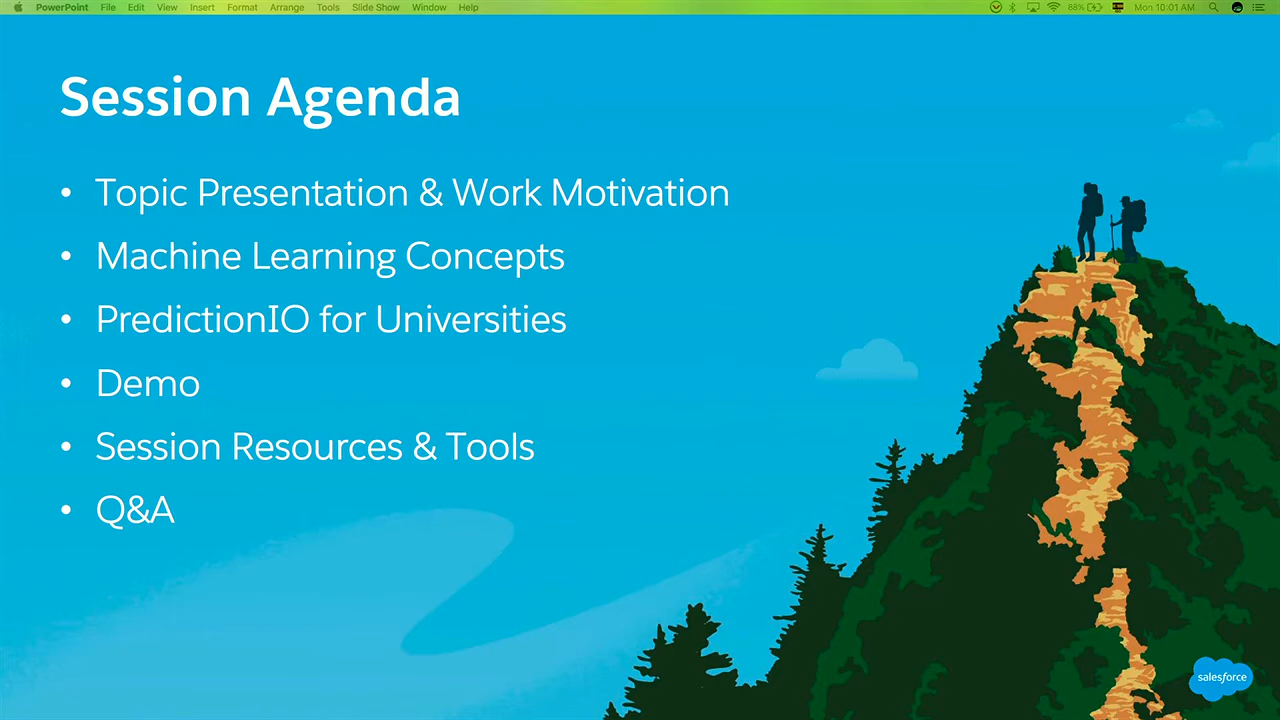 PowerPoint File Edit View Insert Format Arrange Tools Slide Show Window Help 88% Mon 10:01 AM
Session Agenda
• Topic Presentation & Work Motivation
• Machine Learning Concepts
• PredictionIO for Universities
• Demo
• Session Resources & Tools
• Q&A
salesforce